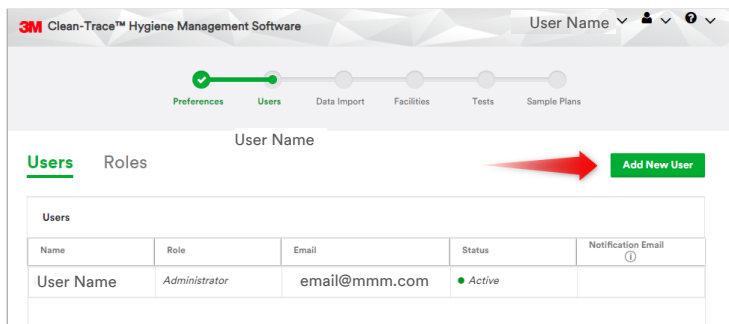 3M Clean-Trace™ Hygiene Management Software
User Name
Preferences Users Data Import Facilities Tests Sample Plans
User Name
Users Roles Add New User
Users
Name Role Email Status Notification Email
User Name Administrator email@mmm.com Active